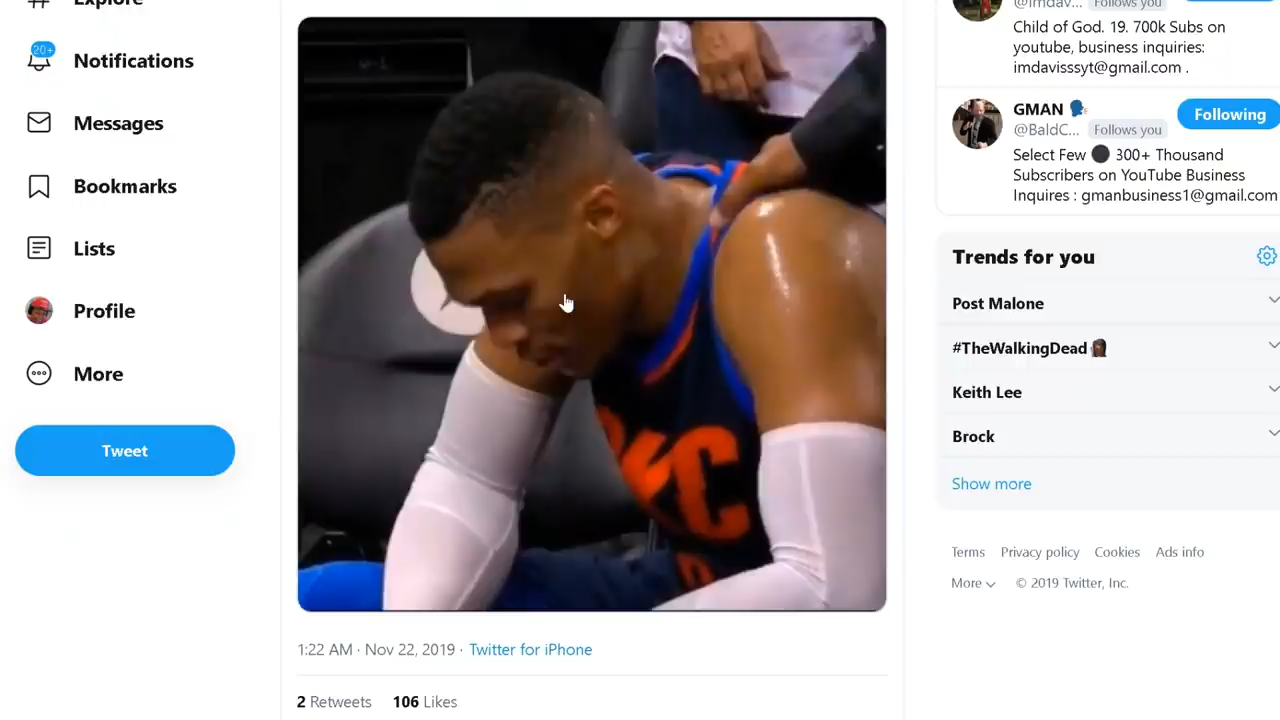 Explore
20+
Notifications
Messages
Bookmarks
Lists
Profile
More
Tweet
OKC
1:22 AM · Nov 22, 2019 · Twitter for iPhone
2 Retweets 106 Likes
@imdav... Follows you
Child of God. 19. 700k Subs on
youtube, business inquiries:
imdavisssyt@gmail.com .
GMAN
@BaldC... Follows you
Following
Select Few 300+ Thousand
Subscribers on YouTube Business
Inquires : gmanbusiness1@gmail.com
Trends for you
Post Malone
#TheWalkingDead
Keith Lee
Brock
Show more
Terms Privacy policy Cookies Ads info
More © 2019 Twitter, Inc.